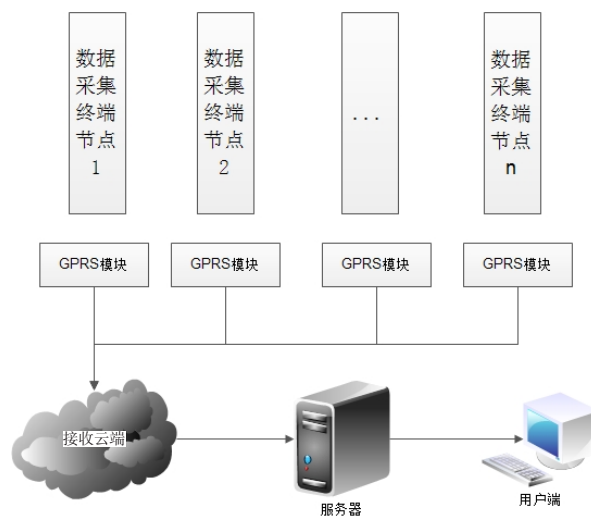 数据
采集
终端
节点
1
数据
采集
终端
节点
2
...
数据
采集
终端
节点
n
GPRS模块
GPRS模块
GPRS模块
GPRS模块
接收云端
服务器
用户端